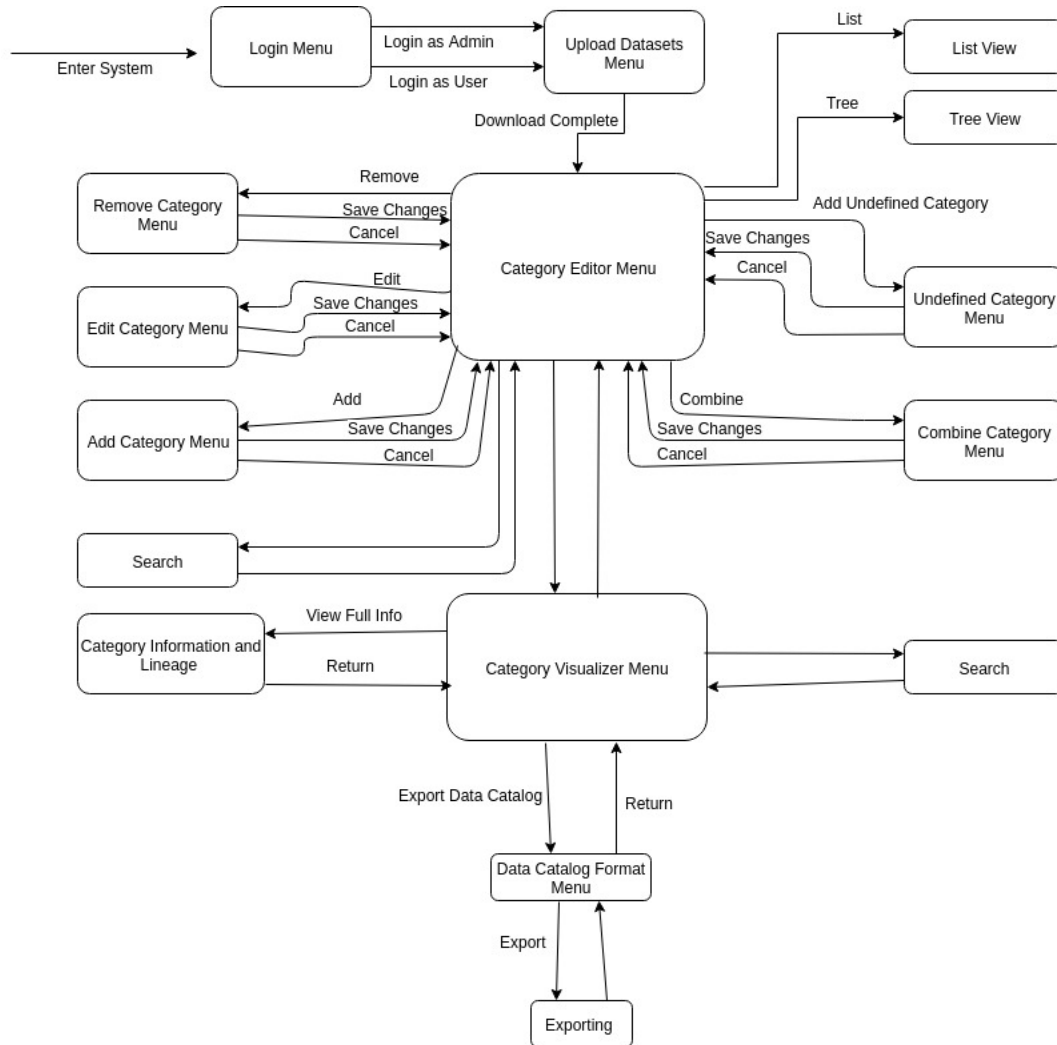 List
Login Menu
Login as Admin
Upload Datasets
Menu
List View
Enter System
Login as User
Tree
Download Complete
Tree View
Remove
Remove Category
Menu
Save Changes
Cancel
Add Undefined Category
Save Changes
Category Editor Menu
Cancel
Edit
Undefined Category
Menu
Edit Category Menu
Save Changes
Cancel
Add
Combine
Add Category Menu
Save Changes
Cancel
Save Changes
Cancel
Combine Category
Menu
Search
View Full Info
Category Information and
Lineage
Return
Category Visualizer Menu
Search
Export Data Catalog
Return
Data Catalog Format
Menu
Export
Exporting